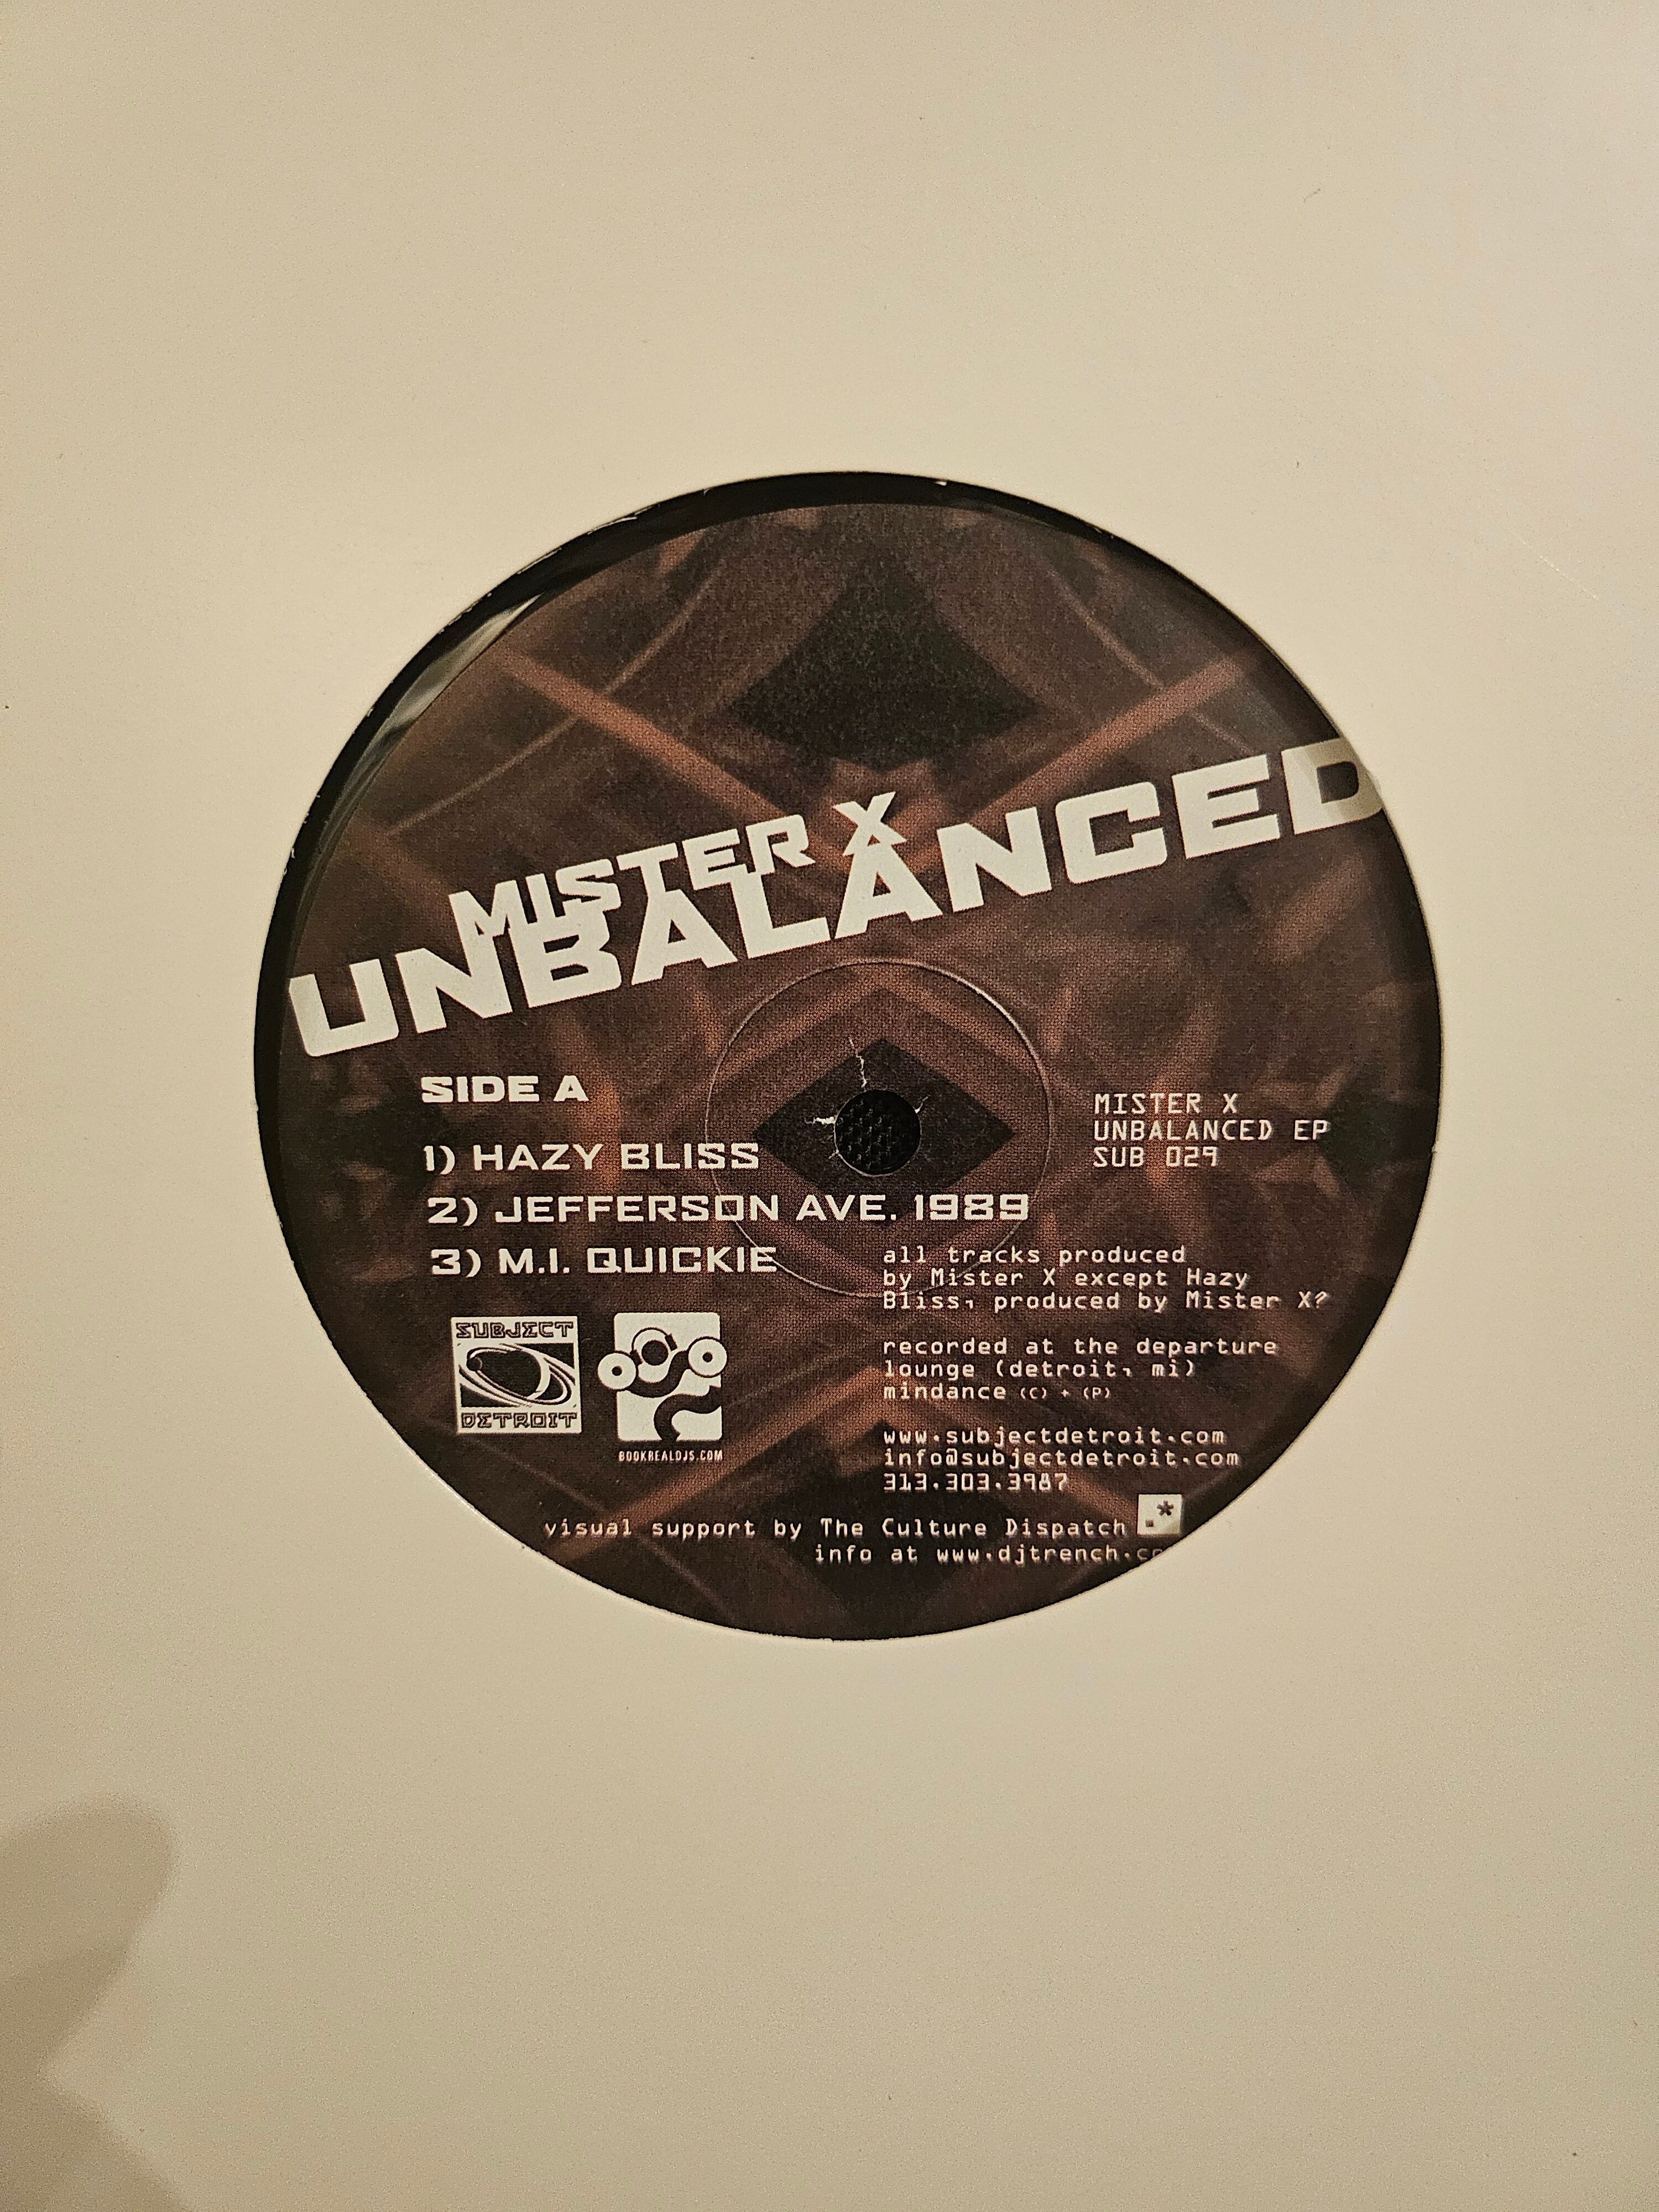 MISTER X
UNBALANCED
SIDE A
1) HAZY BLISS
2) JEFFERSON AVE. 1989
3) M.I. QUICKIE
MISTER X
UNBALANCED EP
SUB 029
all tracks produced
by Mister X except Hazy
Bliss, produced by Mister X?
recorded at the departure
lounge (detroit, mi)
mindance (C) + (P)
www.subjectdetroit.com
info@subjectdetroit.com
313.303.3987
SUBJECT
DETROIT
BOOKREALDJS.COM
visual support by The Culture Dispatch .*
info at www.djtrench.co